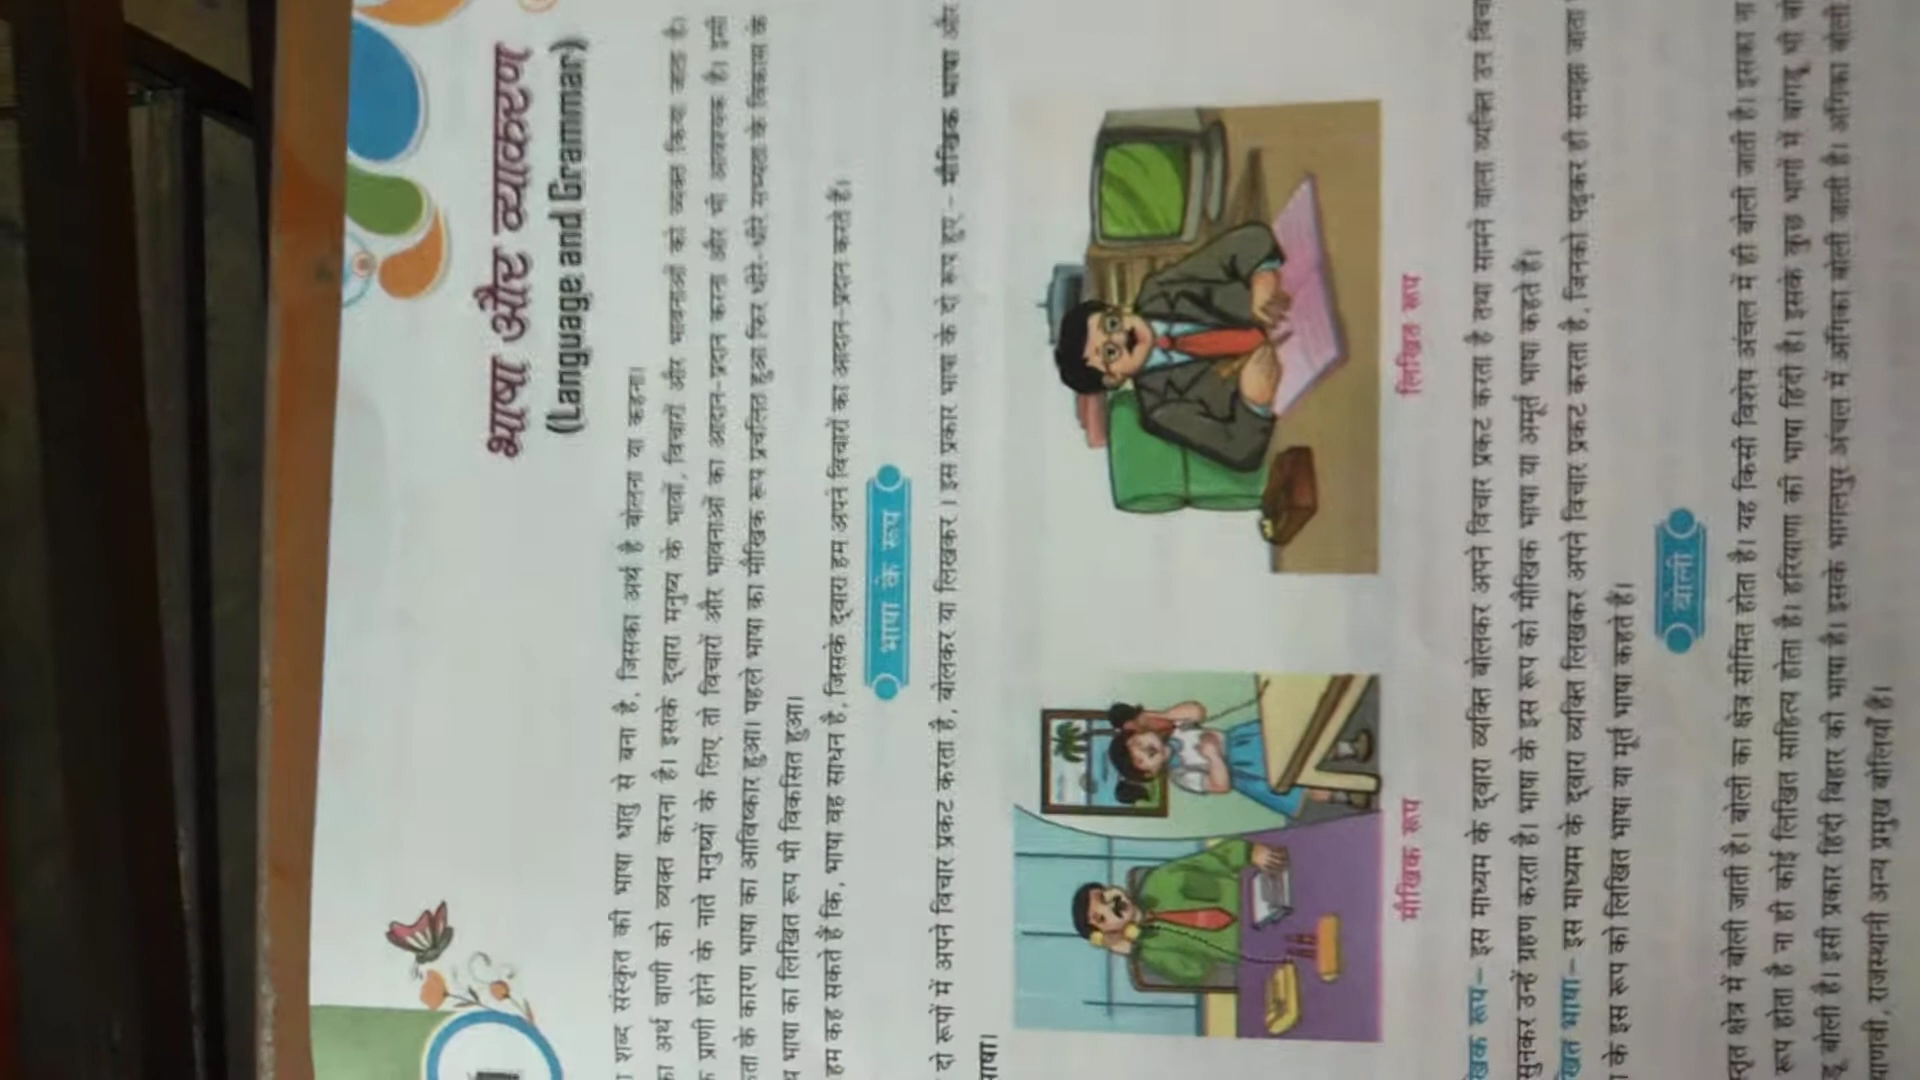 भाषा और व्याकरण
(Language and Grammar)
शब्द संस्कृत की भाष धातु से बना है, जिसका अर्थ है बोलना या कहना।
अर्थ वाणी को व्यक्त करना है। इसके द्वारा मनुष्य के भावों, विचारों और भावनाओं को व्यक्त किया जाता है।
प्राणी होने के नाते मनुष्यों के लिए तो विचारों और भावनाओं का आदान-प्रदान करना और भी आवश्यक है। इसी
के कारण भाषा का आविष्कार हुआ। पहले भाषा का मौखिक रूप प्रचलित हुआ फिर धीरे-धीरे सभ्यता के विकास के
भाषा का लिखित रूप भी विकसित हुआ।
हम कह सकते हैं कि, भाषा वह साधन है, जिसके द्वारा हम अपने विचारों का आदान-प्रदान करते हैं।
भाषा के रूप
दो रूपों में अपने विचार प्रकट करता है, बोलकर या लिखकर। इस प्रकार भाषा के दो रूप हुए - मौखिक भाषा और
मौखिक रूप
लिखित रूप
रूप- इस माध्यम के द्वारा व्यक्ति बोलकर अपने विचार प्रकट करता है तथा सामने वाला व्यक्ति उन
सुनकर उन्हें ग्रहण करता है। भाषा के इस रूप को मौखिक भाषा या अमूर्त भाषा कहते हैं।
भाषा- इस माध्यम के द्वारा व्यक्ति लिखकर अपने विचार प्रकट करता है, जिनको पढ़कर ही समझा जाता
के इस रूप को लिखित भाषा या मूर्त भाषा कहते हैं।
बोली
क्षेत्र में बोली जाती है। बोली का क्षेत्र सीमित होता है। यह किसी विशेष अंचल में ही बोली जाती है। इसका
रूप होता है ना ही कोई लिखित साहित्य होता है। हरियाणा की भाषा हिंदी है। इसके कुछ भागों में
बोली है। इसी प्रकार हिंदी बिहार की भाषा है। इसके भागलपुर अंचल में अंगिका बोली जाती है। अंगिका बोली
राजस्थानी अन्य प्रमुख बोलियाँ हैं।